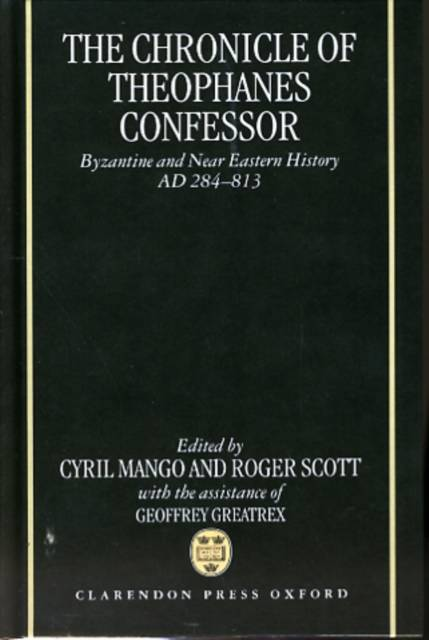 THE CHRONICLE OF
THEOPHANES
CONFESSOR
Byzantine and Near Eastern History
AD 284–813
Edited by
CYRIL MANGO AND ROGER SCOTT
with the assistance of
GEOFFREY GREATREX
CLARENDON PRESS OXFORD